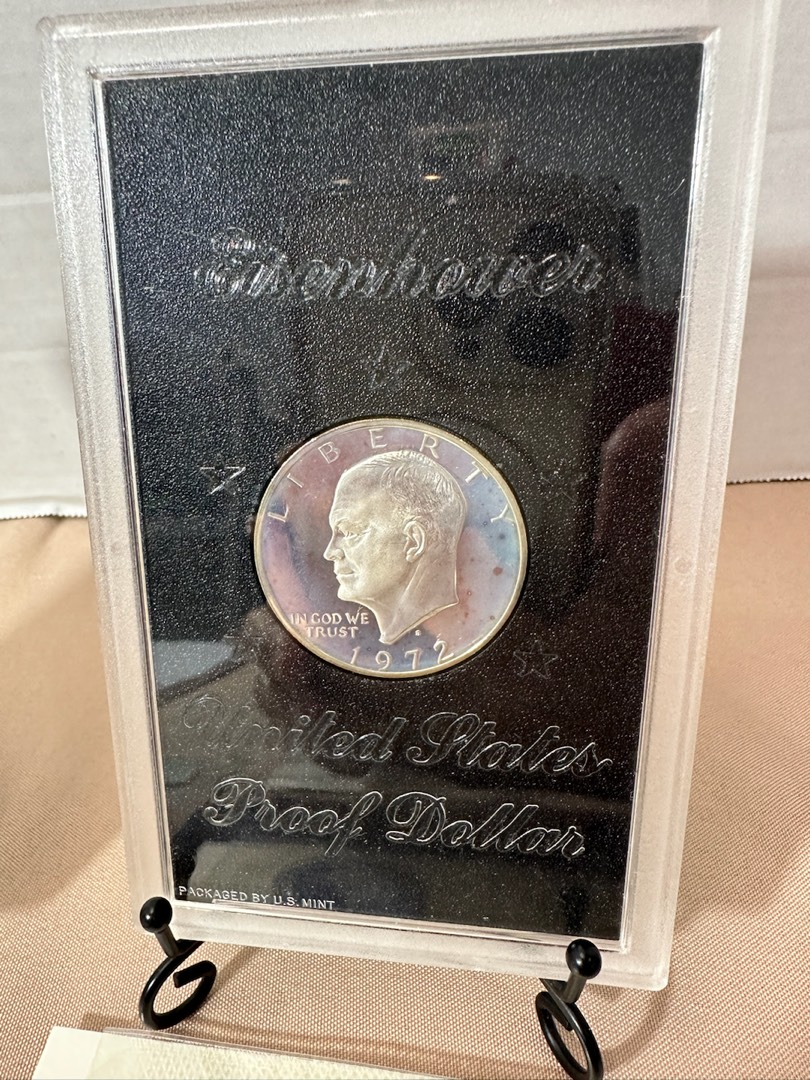 Eisenhower
LIBERTY
IN GOD WE
TRUST
S
1972
United States
Proof Dollar
PACKAGED BY U.S. MINT